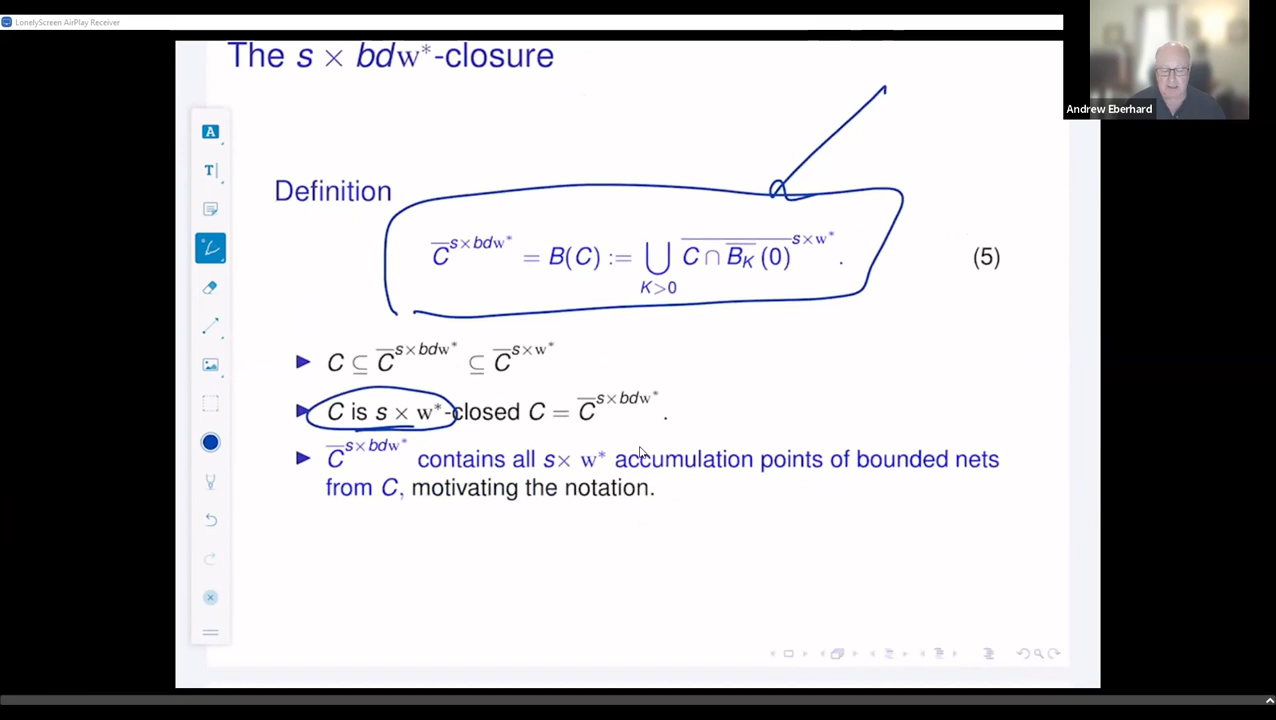 LonelyScreen AirPlay Receiver
Andrew Eberhard
The s × bdw*-closure
A
T
Definition
C̅^{s×bdw*} = B(C) := ⋃_{K>0} \overline{C ∩ \overline{B_K}(0)}^{s×w*}. (5)
C ⊆ C̅^{s×bdw*} ⊆ C̅^{s×w*}
C is s × w*-closed C = C̅^{s×bdw*}.
C̅^{s×bdw*} contains all s× w* accumulation points of bounded nets
from C, motivating the notation.